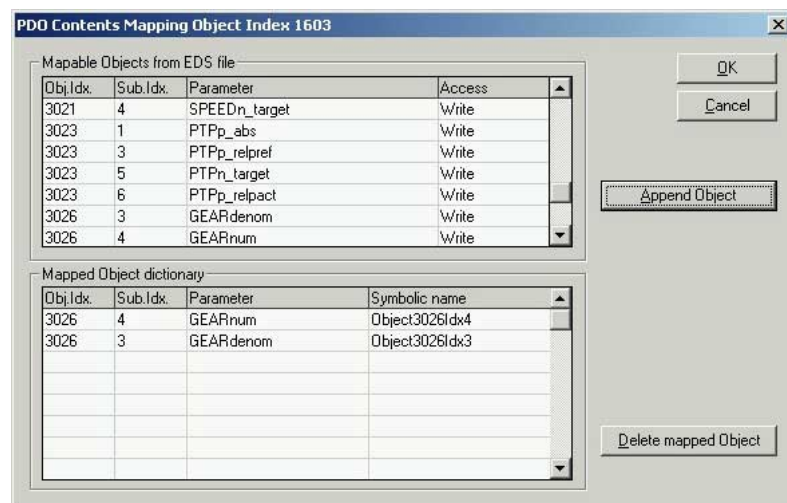 PDO Contents Mapping Object Index 1603
Mapable Objects from EDS file
Obj.Idx. Sub.Idx. Parameter Access
3021 4 SPEEDn_target Write
3023 1 PTPp_abs Write
3023 3 PTPp_relpref Write
3023 5 PTPn_target Write
3023 6 PTPp_relpact Write
3026 3 GEARdenom Write
3026 4 GEARnum Write
OK
Cancel
Append Object
Mapped Object dictionary
Obj.Idx. Sub.Idx. Parameter Symbolic name
3026 4 GEARnum Object3026Idx4
3026 3 GEARdenom Object3026Idx3
Delete mapped Object